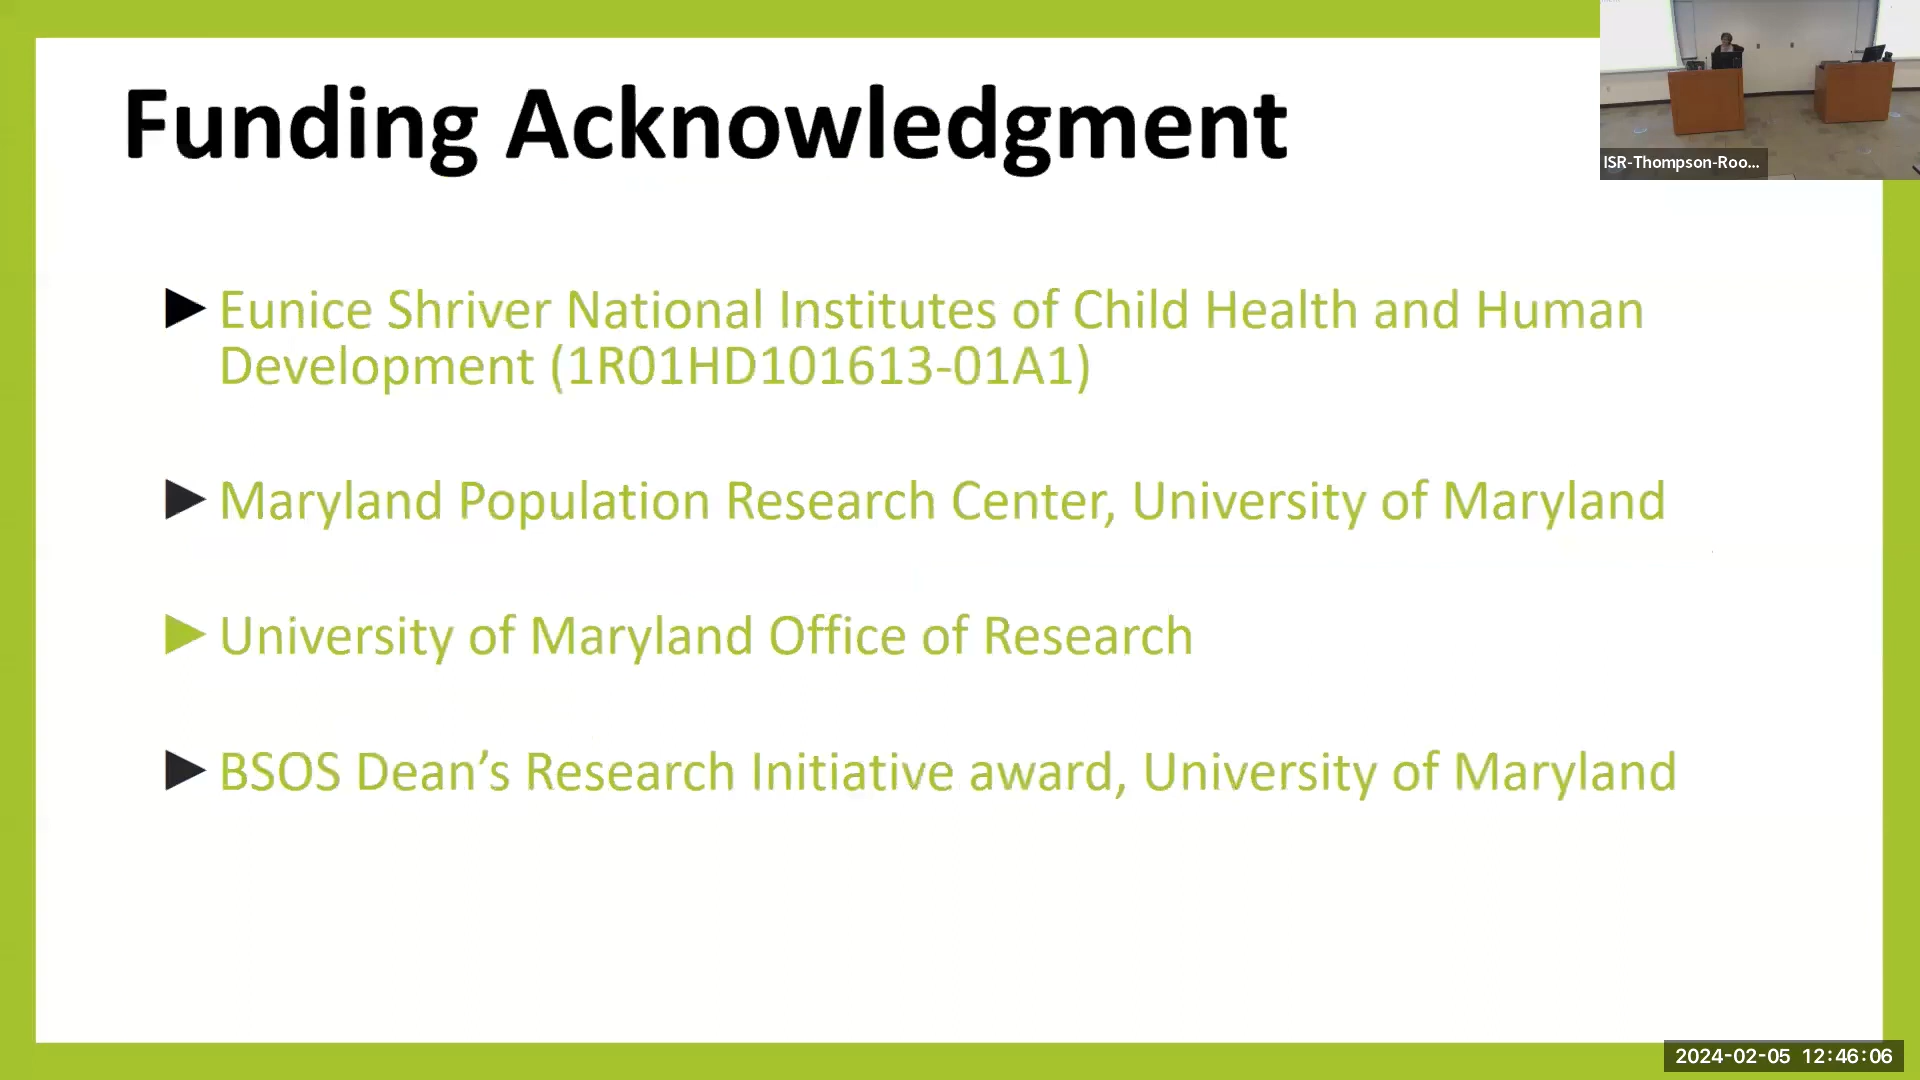 Funding Acknowledgment
ISR-Thompson-Roo...
Eunice Shriver National Institutes of Child Health and Human
Development (1R01HD101613-01A1)
Maryland Population Research Center, University of Maryland
University of Maryland Office of Research
BSOS Dean’s Research Initiative award, University of Maryland
2024-02-05 12:46:06